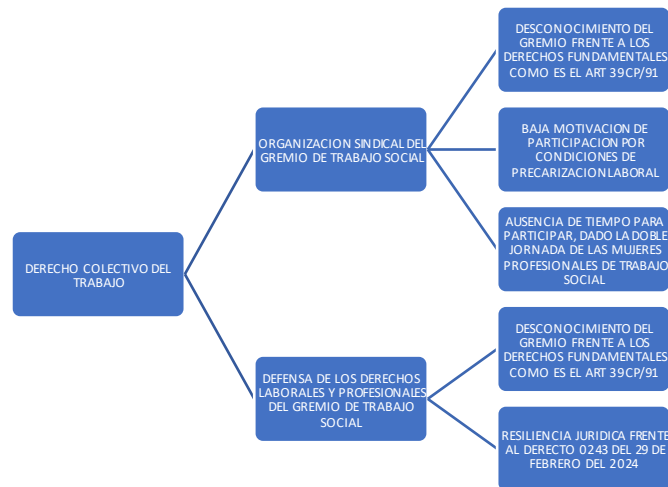 DERECHO COLECTIVO DEL
TRABAJO
ORGANIZACION SINDICAL DEL
GREMIO DE TRABAJO SOCIAL
DESCONOCIMIENTO DEL
GREMIO FRENTE A LOS
DERECHOS FUNDAMENTALES
COMO ES EL ART 39CP/91
BAJA MOTIVACION DE
PARTICIPACION POR
CONDICIONES DE
PRECARIZACION LABORAL
AUSENCIA DE TIEMPO PARA
PARTICIPAR, DADO LA DOBLE
JORNADA DE LAS MUJERES
PROFESIONALES DE TRABAJO
SOCIAL
DEFENSA DE LOS DERECHOS
LABORALES Y PROFESIONALES
DEL GREMIO DE TRABAJO
SOCIAL
DESCONOCIMIENTO DEL
GREMIO FRENTE A LOS
DERECHOS FUNDAMENTALES
COMO ES EL ART 39CP/91
RESILIENCIA JURIDICA FRENTE
AL DERECTO 0243 DEL 29 DE
FEBRERO DEL 2024